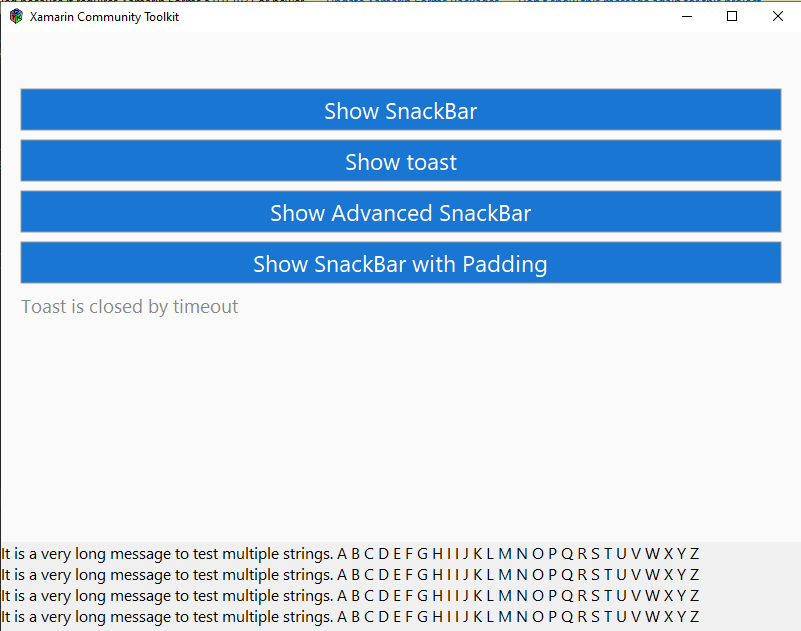 Xamarin Community Toolkit
Show SnackBar
Show toast
Show Advanced SnackBar
Show SnackBar with Padding
Toast is closed by timeout
It is a very long message to test multiple strings. A B C D E F G H I I J K L M N O P Q R S T U V W X Y Z
It is a very long message to test multiple strings. A B C D E F G H I I J K L M N O P Q R S T U V W X Y Z
It is a very long message to test multiple strings. A B C D E F G H I I J K L M N O P Q R S T U V W X Y Z
It is a very long message to test multiple strings. A B C D E F G H I I J K L M N O P Q R S T U V W X Y Z